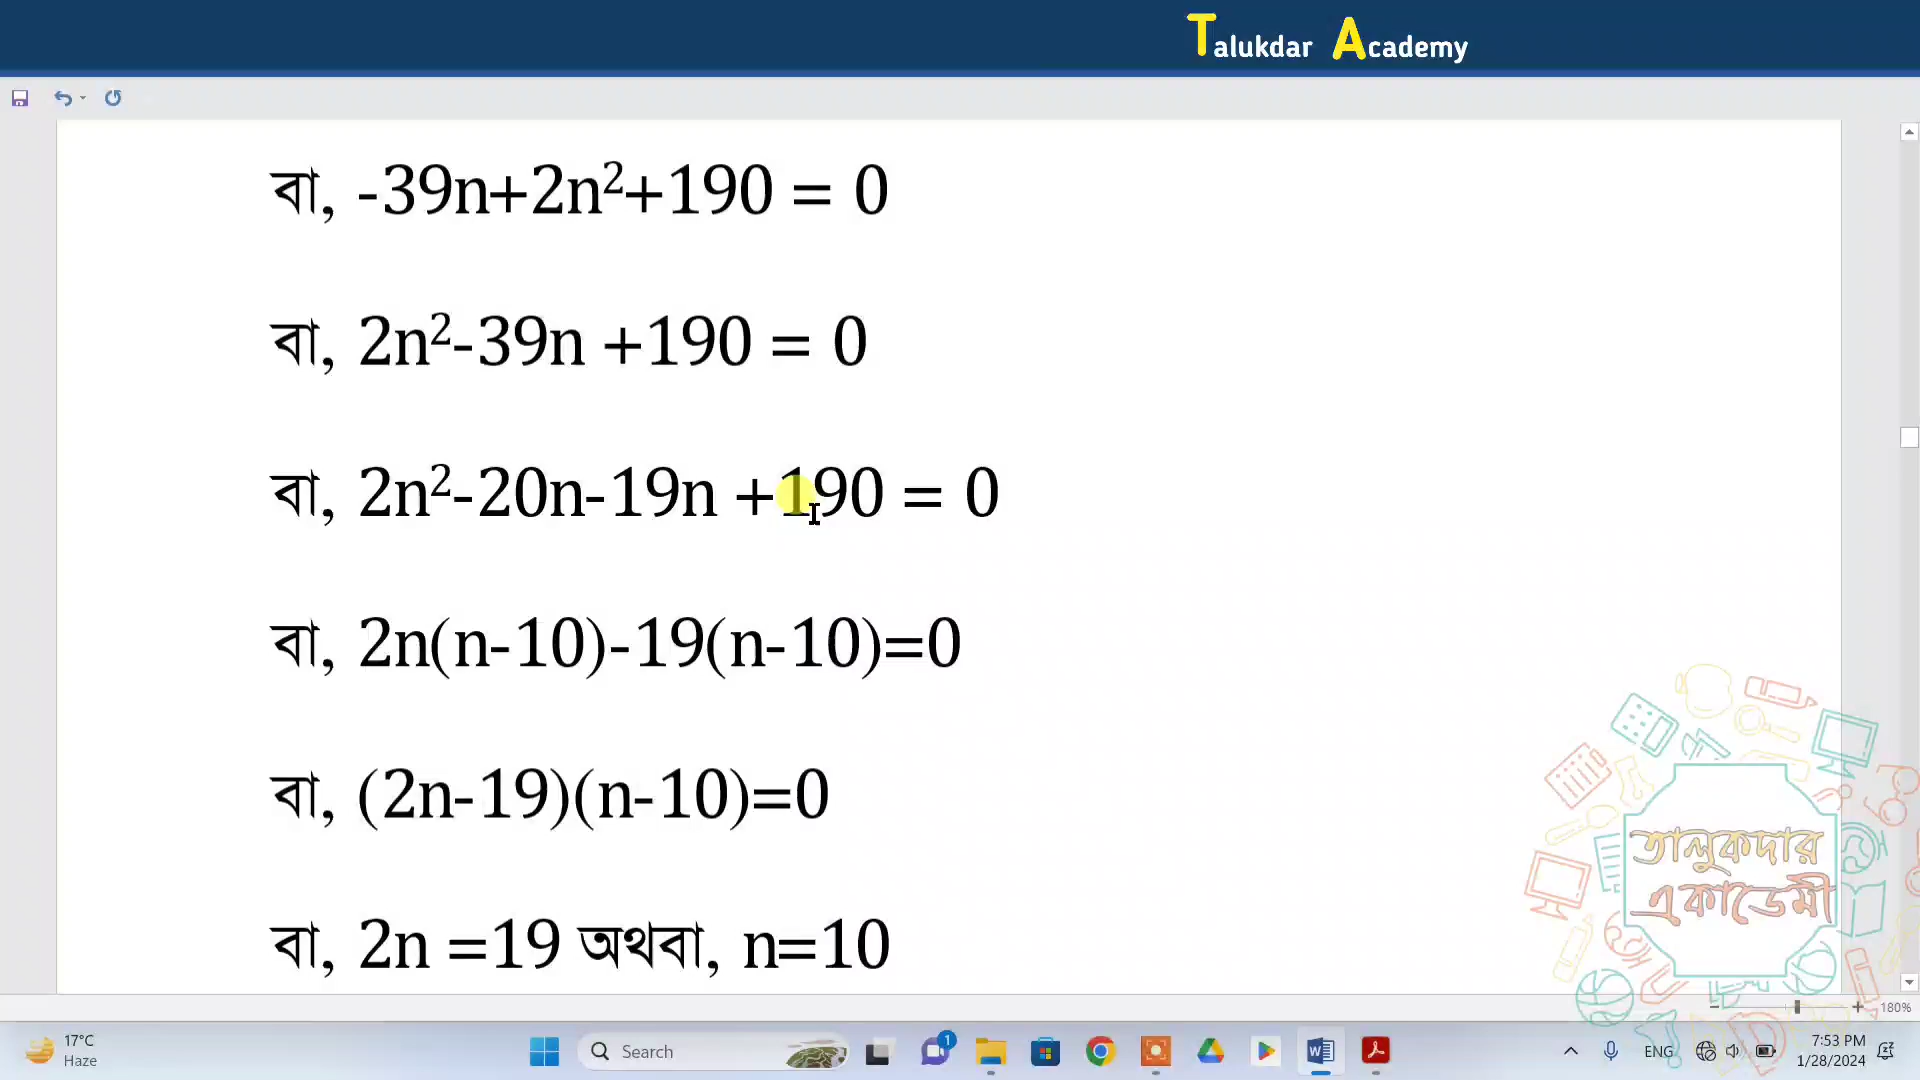 Talukdar Academy
বা, -39n+2n²+190 = 0
বা, 2n²-39n +190 = 0
বা, 2n²-20n-19n +190 = 0
বা, 2n(n-10)-19(n-10)=0
বা, (2n-19)(n-10)=0
বা, 2n =19 অথবা, n=10
তালুকদার
একাডেমী
180%
17°C
Haze
Search
1
ENG
7:53 PM
1/28/2024